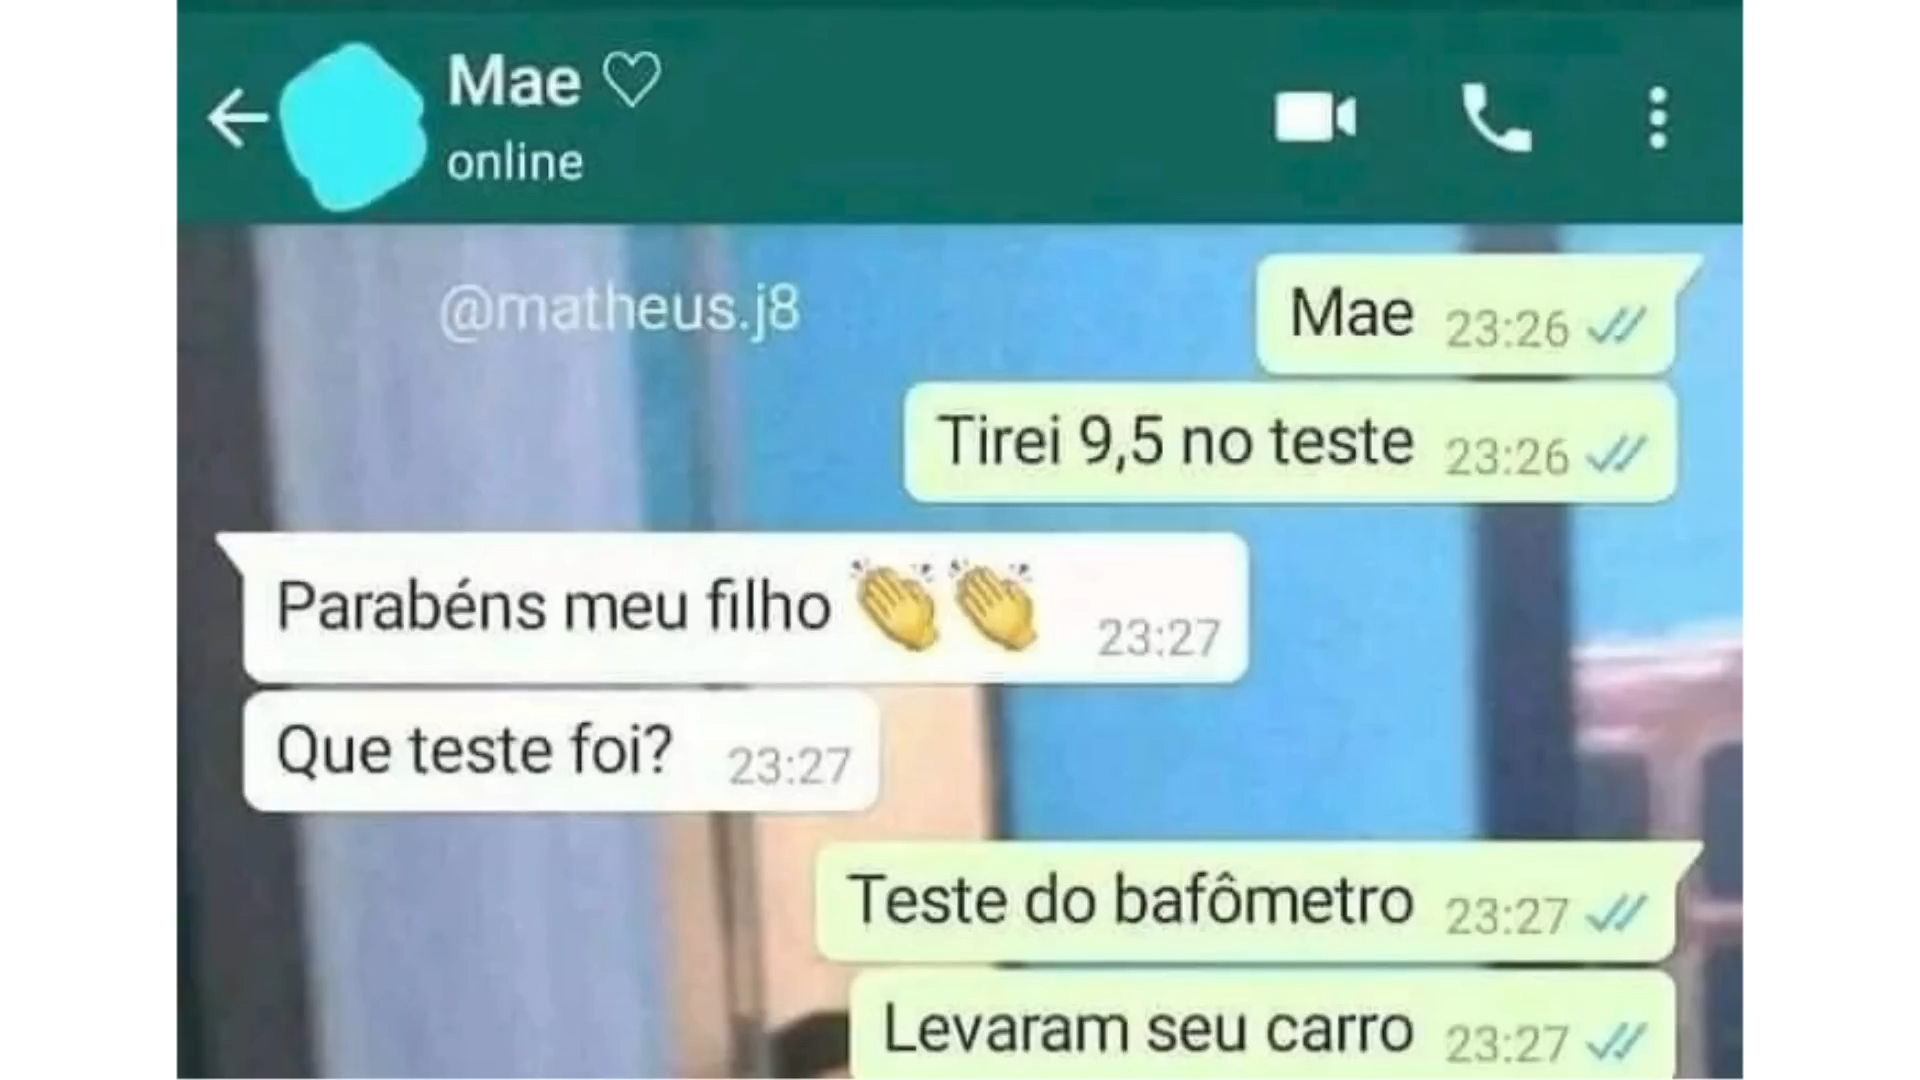 Mae ♡
online
@matheus.j8
Mae 23:26
Tirei 9,5 no teste 23:26
Parabéns meu filho 👏👏 23:27
Que teste foi? 23:27
Teste do bafômetro 23:27
Levaram seu carro 23:27